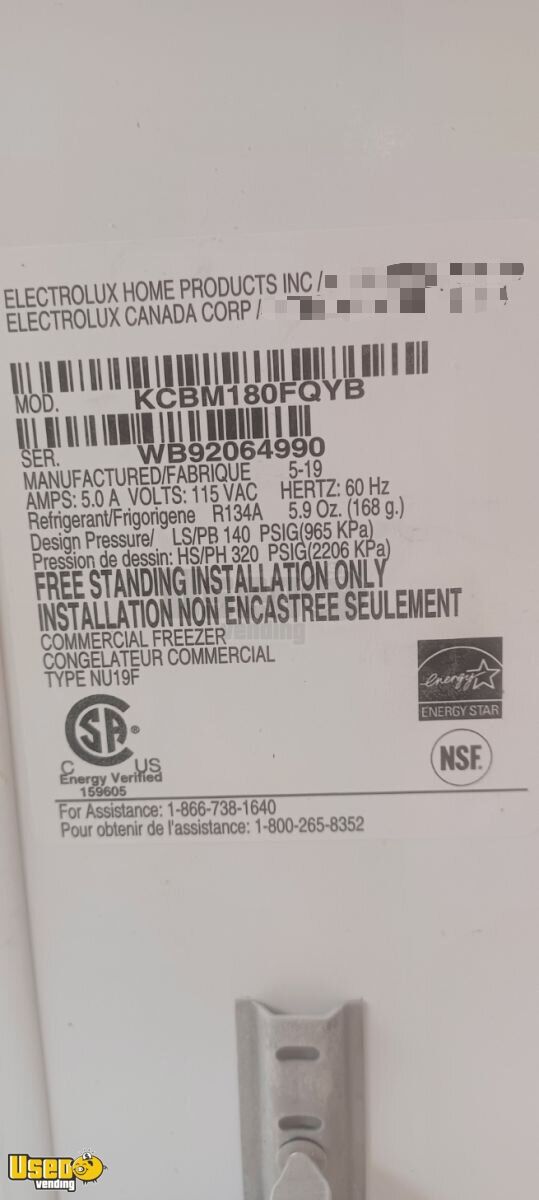 ELECTROLUX HOME PRODUCTS INC /
ELECTROLUX CANADA CORP /
MOD. KCBM180FQYB
SER. WB92064990
MANUFACTURED/FABRIQUE 5-19
AMPS: 5.0 A VOLTS: 115 VAC HERTZ: 60 Hz
Refrigerant/Frigorigene R134A 5.9 Oz. (168 g.)
Design Pressure/ LS/PB 140 PSIG(965 KPa)
Pression de dessin: HS/PH 320 PSIG(2206 KPa)
FREE STANDING INSTALLATION ONLY
INSTALLATION NON ENCASTREE SEULEMENT
COMMERCIAL FREEZER
CONGELATEUR COMMERCIAL
TYPE NU19F
energy
ENERGY STAR
SA ®
C US
Energy Verified
159605
NSF.
For Assistance: 1-866-738-1640
Pour obtenir de l'assistance: 1-800-265-8352
vending
Used
vending